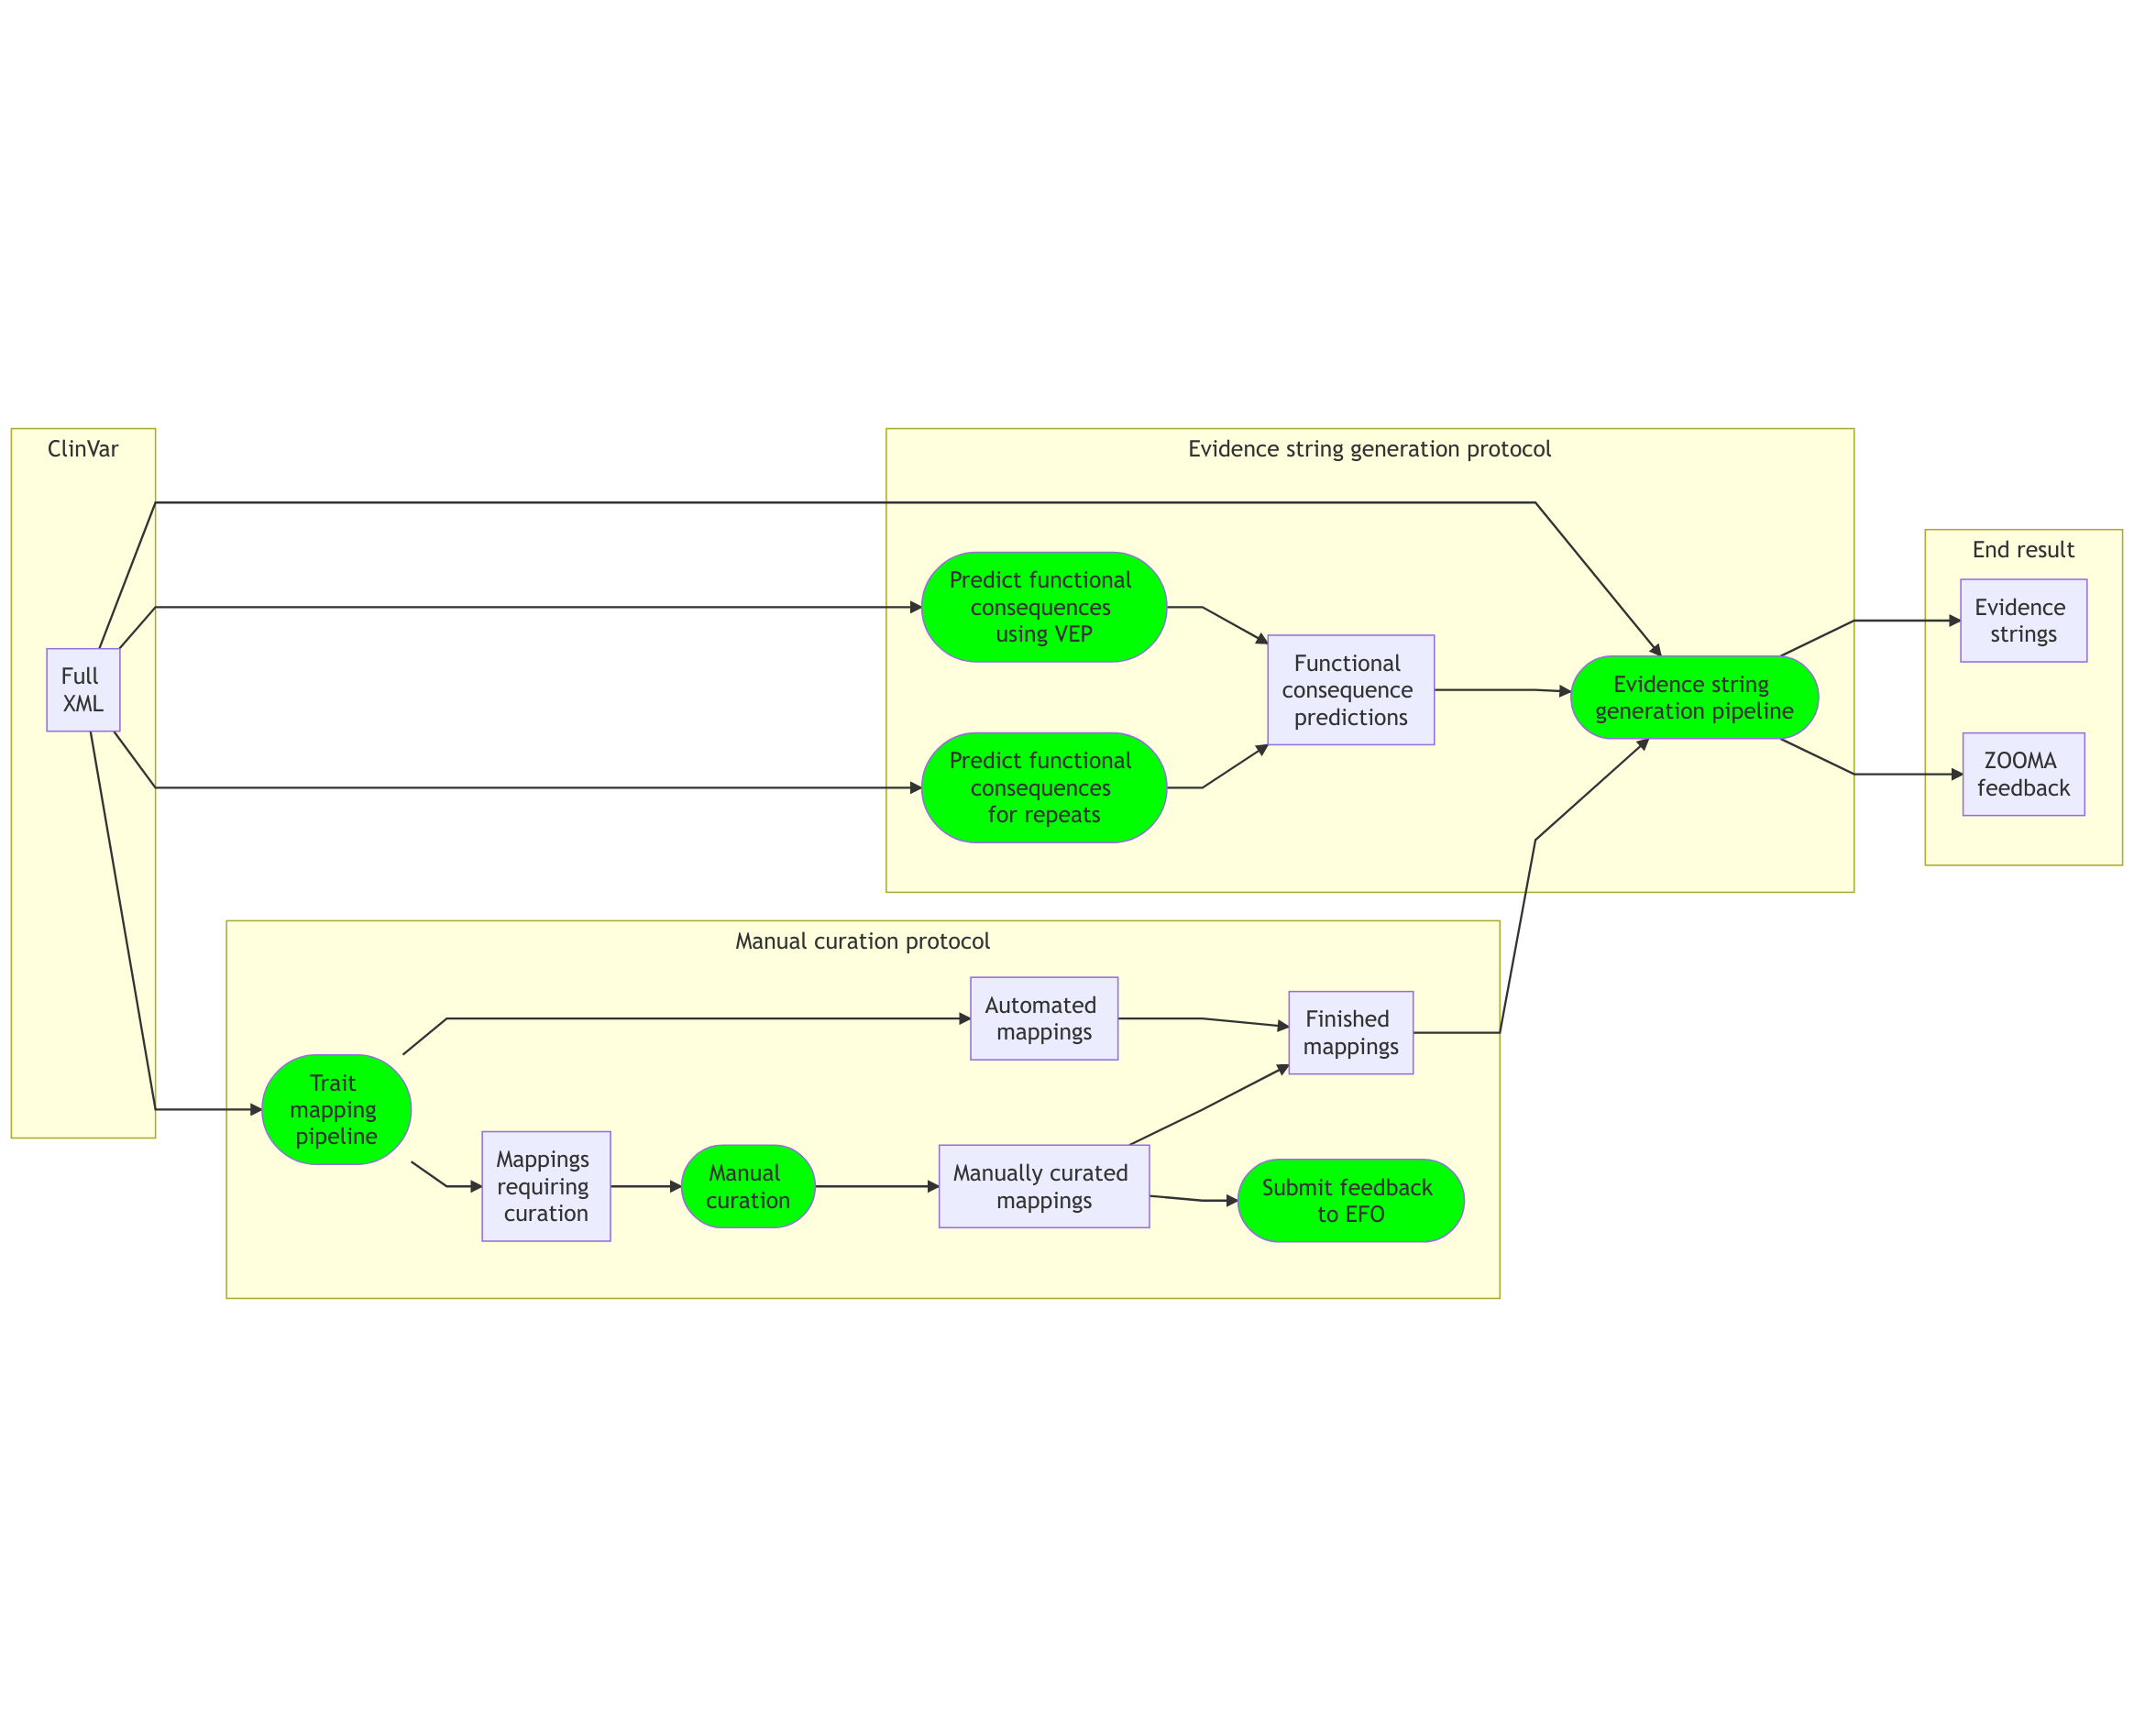 ClinVar
Full
XML
Evidence string generation protocol
Predict functional
consequences
using VEP
Predict functional
consequences
for repeats
Functional
consequence
predictions
Evidence string
generation pipeline
End result
Evidence
strings
ZOOMA
feedback
Manual curation protocol
Trait
mapping
pipeline
Automated
mappings
Finished
mappings
Mappings
requiring
curation
Manual
curation
Manually curated
mappings
Submit feedback
to EFO